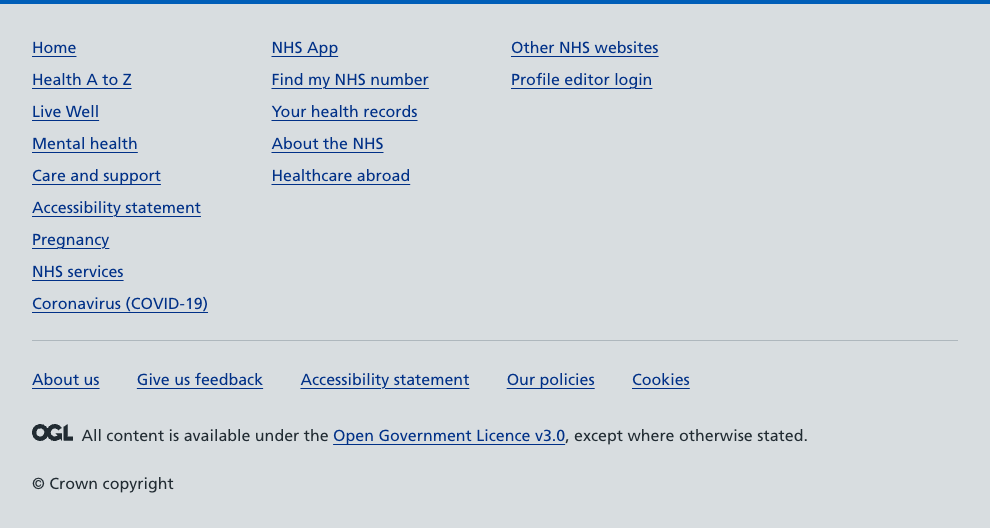 Home
Health A to Z
Live Well
Mental health
Care and support
Accessibility statement
Pregnancy
NHS services
Coronavirus (COVID-19)
NHS App
Find my NHS number
Your health records
About the NHS
Healthcare abroad
Other NHS websites
Profile editor login
About us Give us feedback Accessibility statement Our policies Cookies
OGL All content is available under the Open Government Licence v3.0, except where otherwise stated.
© Crown copyright